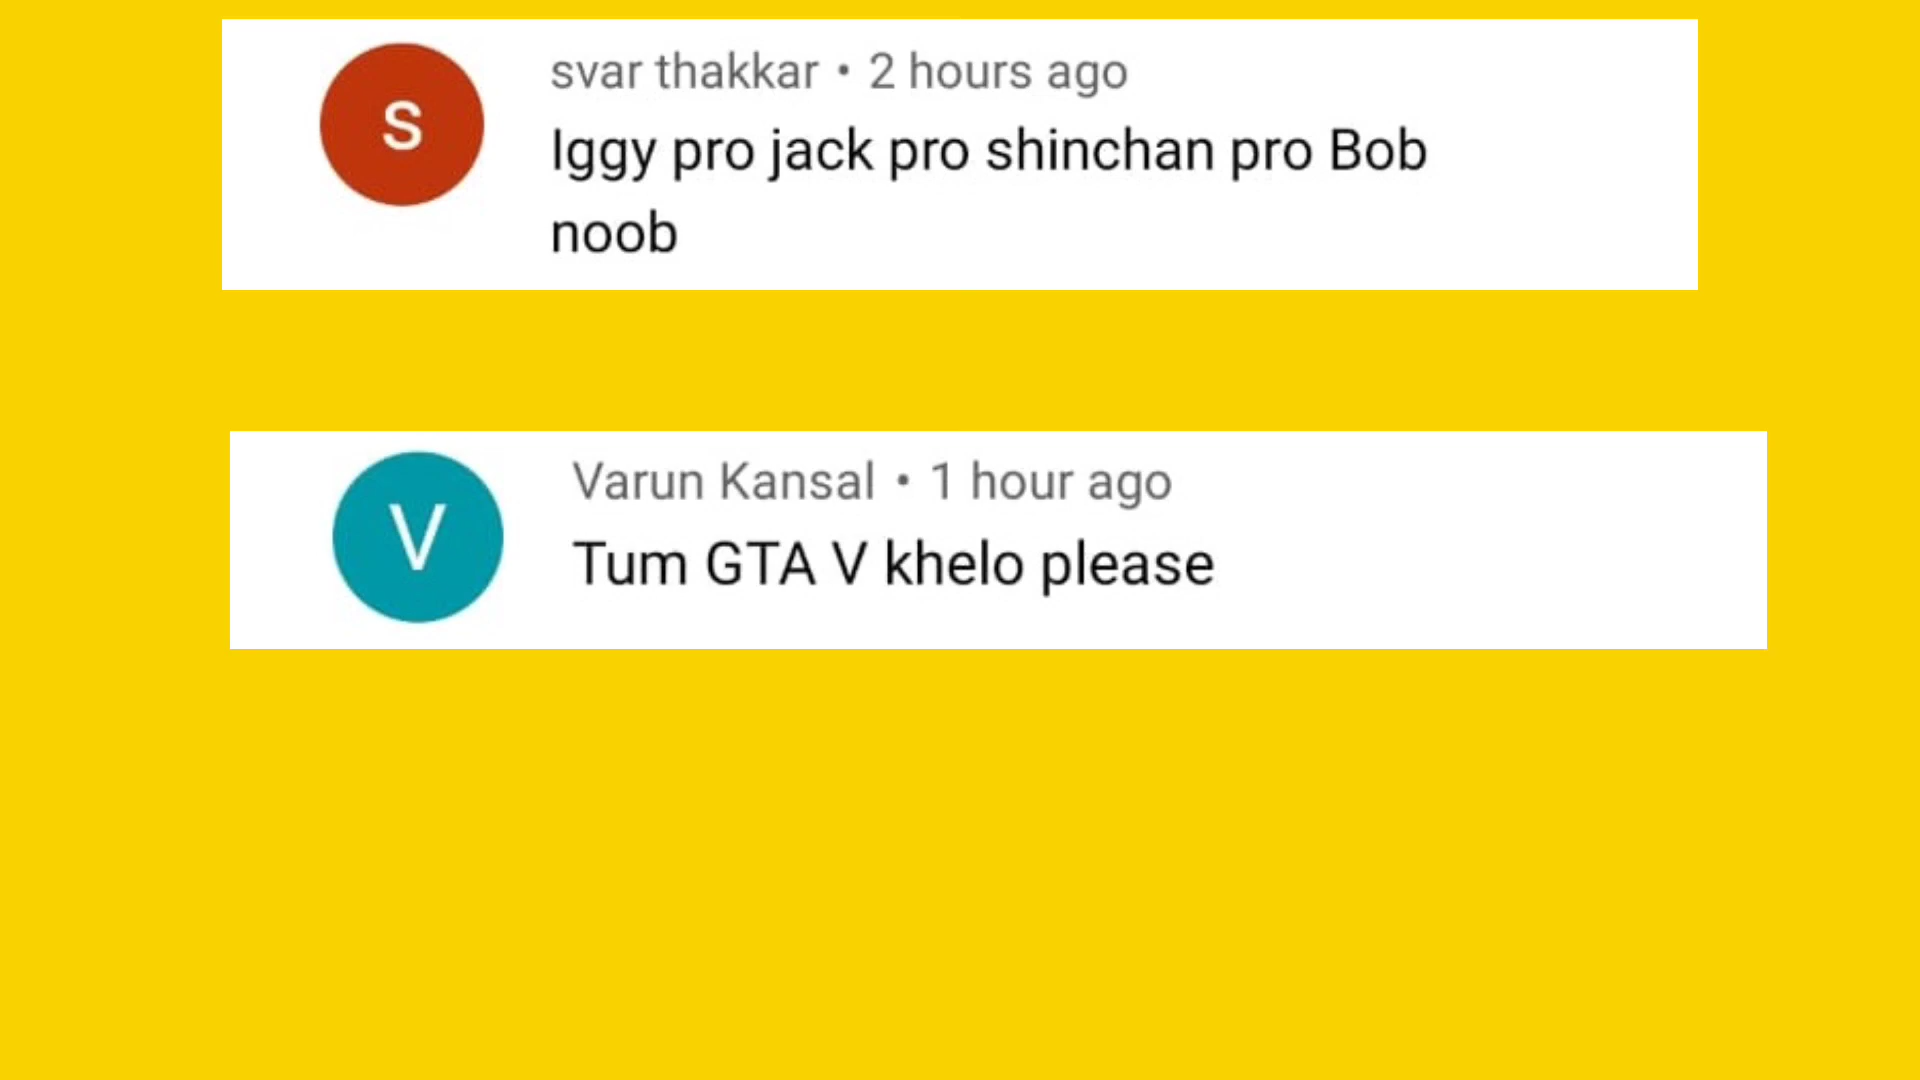 S
svar thakkar • 2 hours ago
Iggy pro jack pro shinchan pro Bob
noob
V
Varun Kansal • 1 hour ago
Tum GTA V khelo please